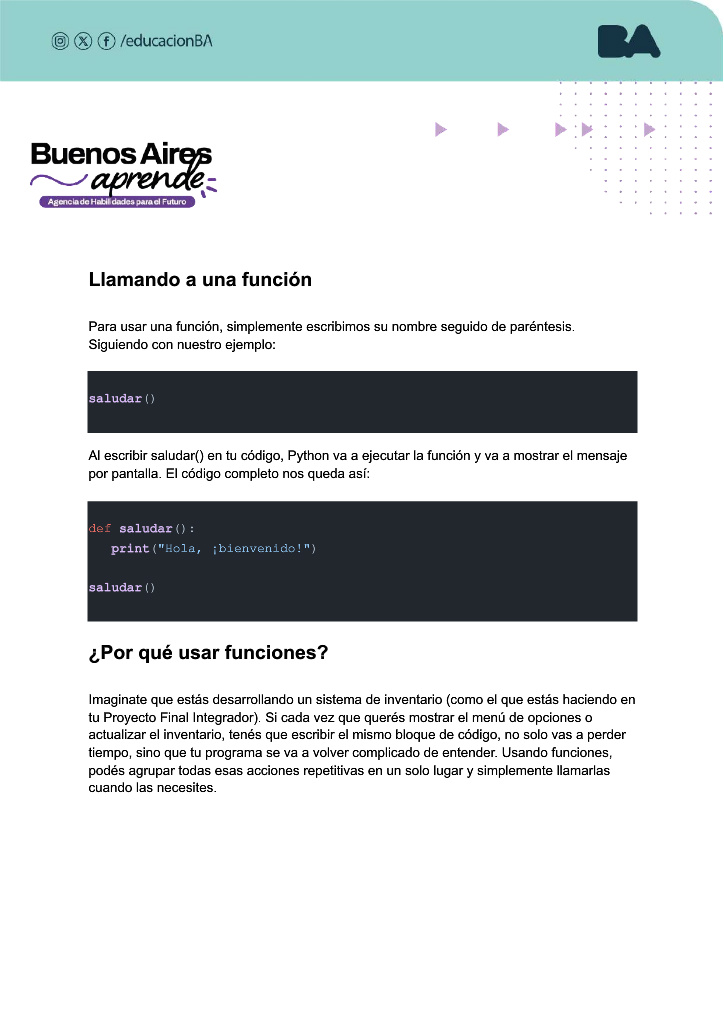 /educacionBA
BA
Buenos Aires
aprende
Agencia de Habilidades para el Futuro
Llamando a una función
Para usar una función, simplemente escribimos su nombre seguido de paréntesis.
Siguiendo con nuestro ejemplo:
saludar()
Al escribir saludar() en tu código, Python va a ejecutar la función y va a mostrar el mensaje
por pantalla. El código completo nos queda así:
def saludar():
   print("Hola, ¡bienvenido!")
saludar()
¿Por qué usar funciones?
Imaginate que estás desarrollando un sistema de inventario (como el que estás haciendo en
tu Proyecto Final Integrador). Si cada vez que querés mostrar el menú de opciones o
actualizar el inventario, tenés que escribir el mismo bloque de código, no solo vas a perder
tiempo, sino que tu programa se va a volver complicado de entender. Usando funciones,
podés agrupar todas esas acciones repetitivas en un solo lugar y simplemente llamarlas
cuando las necesites.